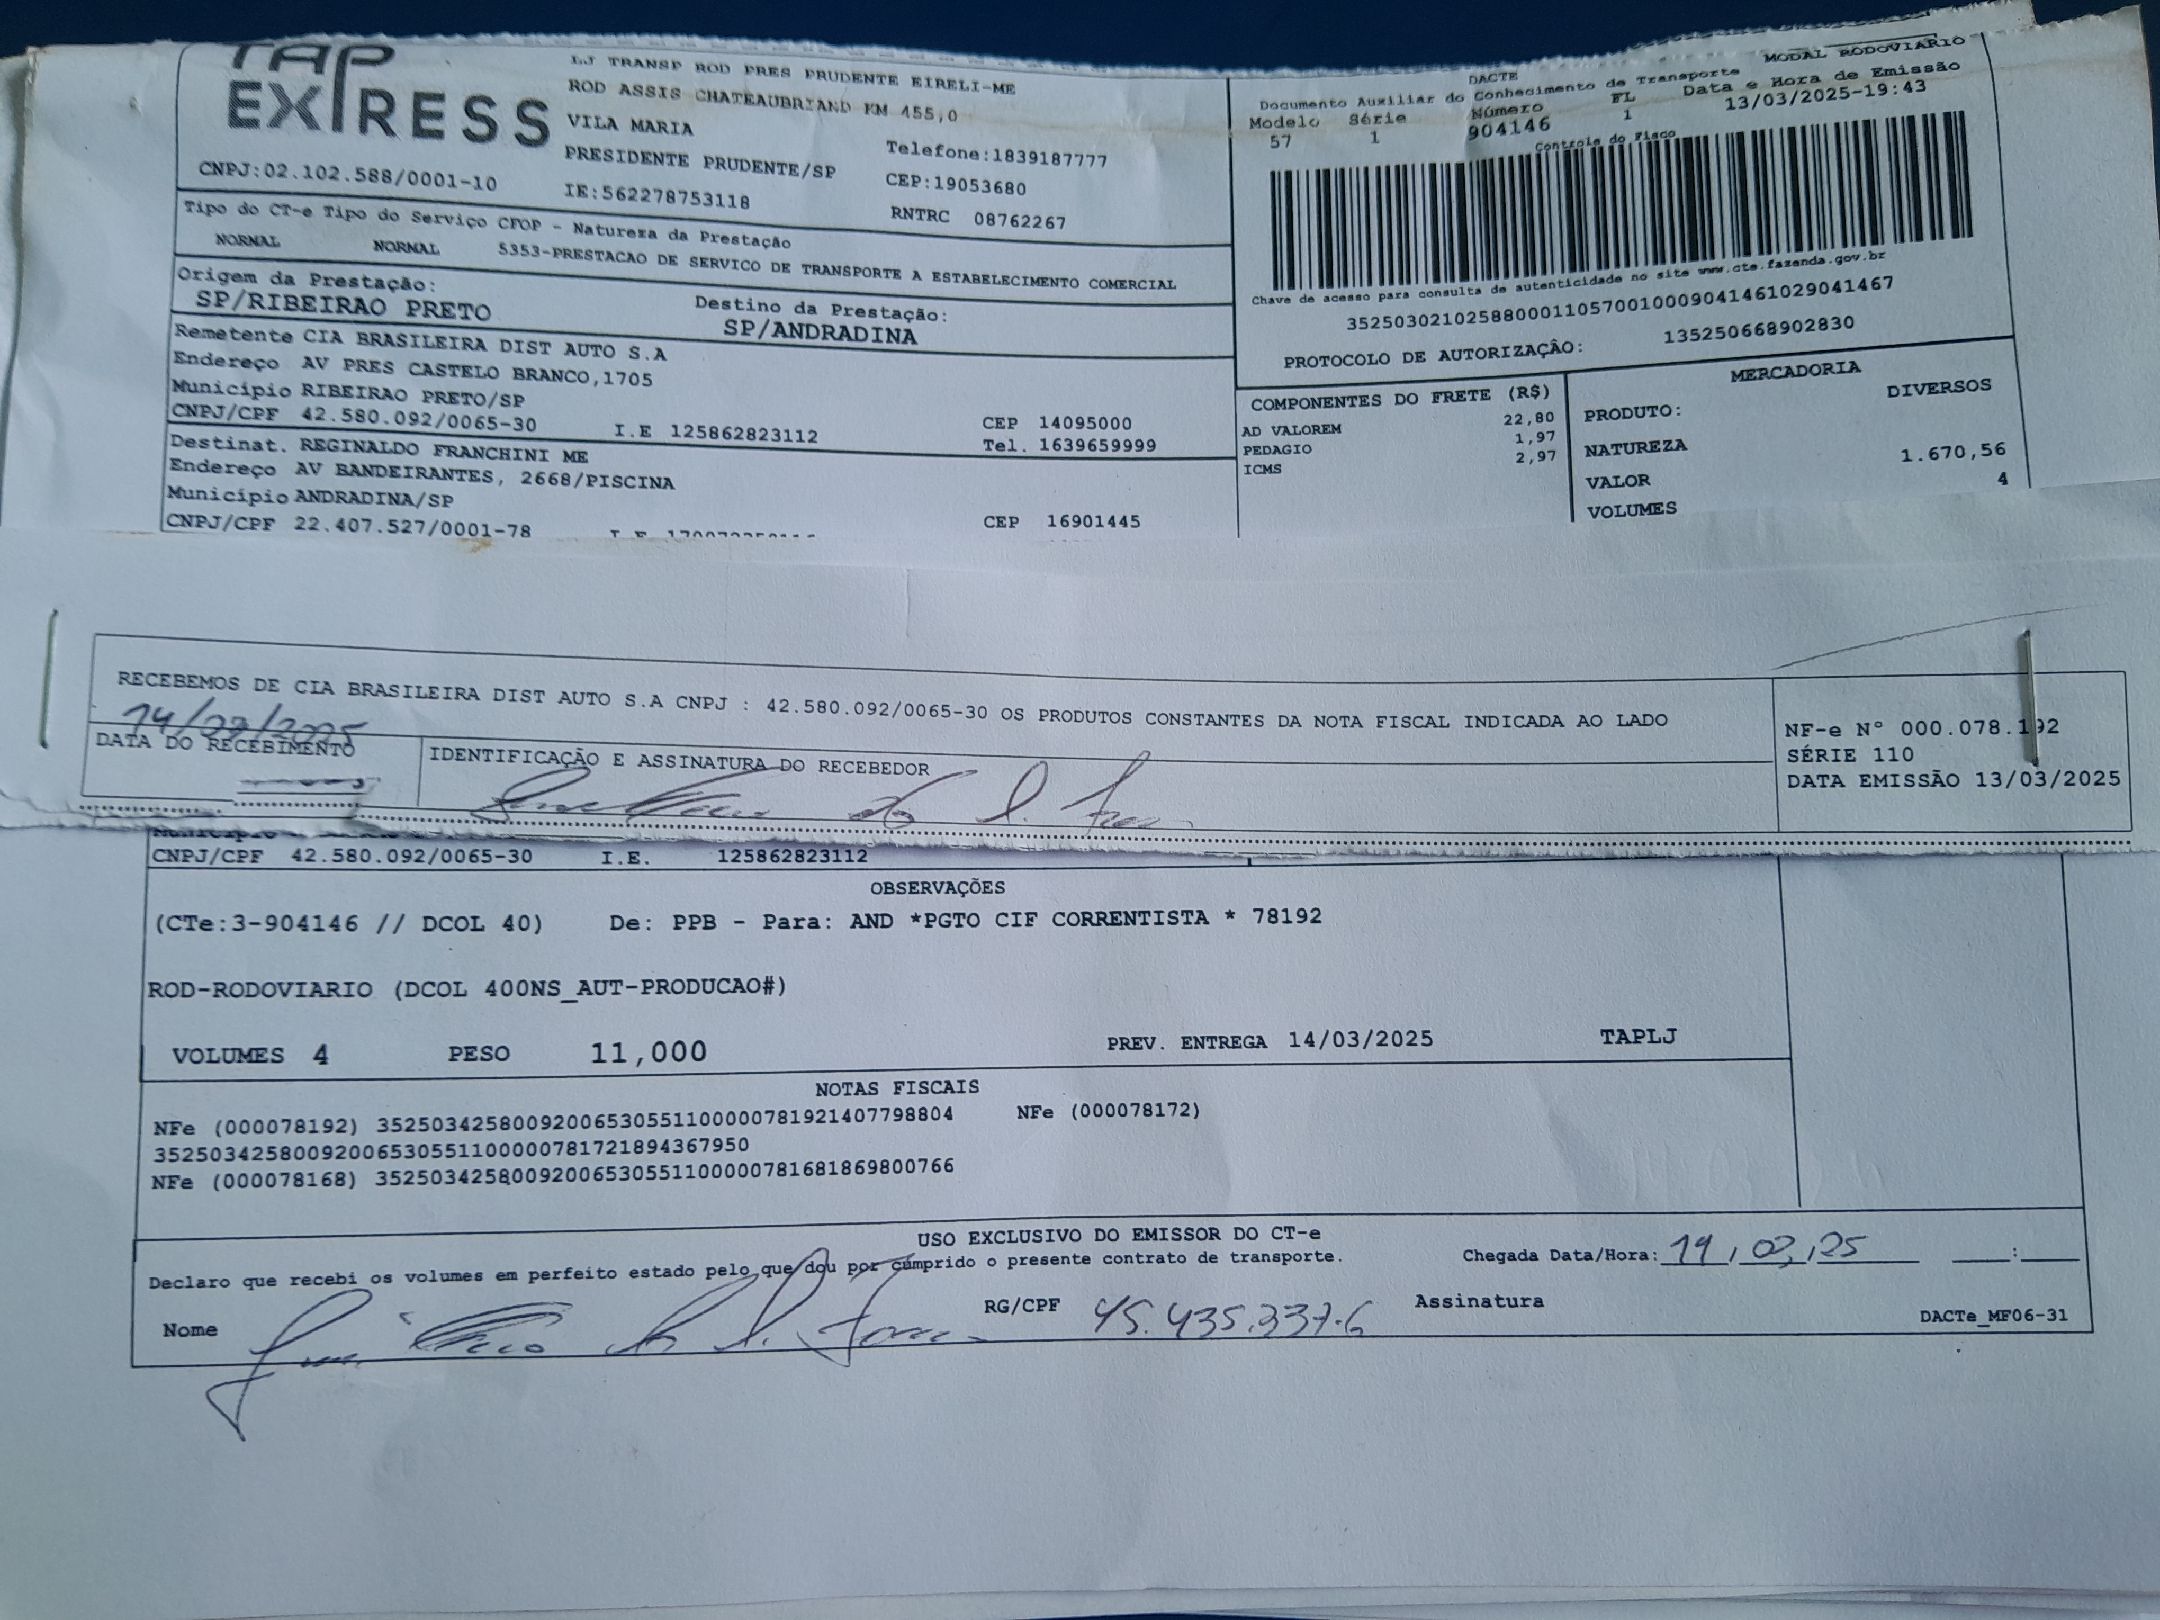 TAP
EXPRESS
LJ TRANSP ROD PRES PRUDENTE EIRELI-ME
ROD ASSIS CHATEAUBRIAND KM 455,0
VILA MARIA
PRESIDENTE PRUDENTE/SP
Telefone:1839187777
CNPJ:02.102.588/0001-10
IE:562278753118
CEP:19053680
RNTRC 08762267
Tipo do CT-e Tipo do Serviço CFOP - Natureza da Prestação
NORMAL NORMAL 5353-PRESTACAO DE SERVICO DE TRANSPORTE A ESTABELECIMENTO COMERCIAL
Origem da Prestação:
SP/RIBEIRAO PRETO
Destino da Prestação:
SP/ANDRADINA
Remetente CIA BRASILEIRA DIST AUTO S.A
Endereço AV PRES CASTELO BRANCO,1705
Município RIBEIRAO PRETO/SP
CEP 14095000
CNPJ/CPF 42.580.092/0065-30 I.E 125862823112 Tel. 1639659999
Destinat. REGINALDO FRANCHINI ME
Endereço AV BANDEIRANTES, 2668/PISCINA
Município ANDRADINA/SP
CEP 16901445
CNPJ/CPF 22.407.527/0001-78
DACTE
MODAL RODOVIARIO
Documento Auxiliar do Conhecimento de Transporte
Modelo Série Número FL Data e Hora de Emissão
57 1 904146 1 13/03/2025-19:43
Controle do Fisco
Chave de acesso para consulta de autenticidade no site www.cte.fazenda.gov.br
35250302102588000110570010009041461029041467
PROTOCOLO DE AUTORIZAÇÂO: 135250668902830
COMPONENTES DO FRETE (R$)
22,80
AD VALOREM 1,97
PEDAGIO 2,97
ICMS
MERCADORIA
PRODUTO: DIVERSOS
NATUREZA
VALOR 1.670,56
VOLUMES 4
RECEBEMOS DE CIA BRASILEIRA DIST AUTO S.A CNPJ : 42.580.092/0065-30 OS PRODUTOS CONSTANTES DA NOTA FISCAL INDICADA AO LADO
DATA DO RECEBIMENTO
IDENTIFICAÇÃO E ASSINATURA DO RECEBEDOR
NF-e N° 000.078.192
SÉRIE 110
DATA EMISSÃO 13/03/2025
Município
CNPJ/CPF 42.580.092/0065-30 I.E. 125862823112
OBSERVAÇÕES
(CTe:3-904146 // DCOL 40) De: PPB - Para: AND *PGTO CIF CORRENTISTA * 78192
ROD-RODOVIARIO (DCOL 400NS_AUT-PRODUCAO#)
VOLUMES 4 PESO 11,000 PREV. ENTREGA 14/03/2025 TAPLJ
NOTAS FISCAIS
NFe (000078192) 35250342580092006530551100000781921407798804 NFe (000078172)
35250342580092006530551100000781721894367950
NFe (000078168) 35250342580092006530551100000781681869800766
USO EXCLUSIVO DO EMISSOR DO CT-e
Declaro que recebi os volumes em perfeito estado pelo que dou por cumprido o presente contrato de transporte.
Chegada Data/Hora:
Nome
RG/CPF 45.435.337-6
Assinatura
DACTe_MF06-31